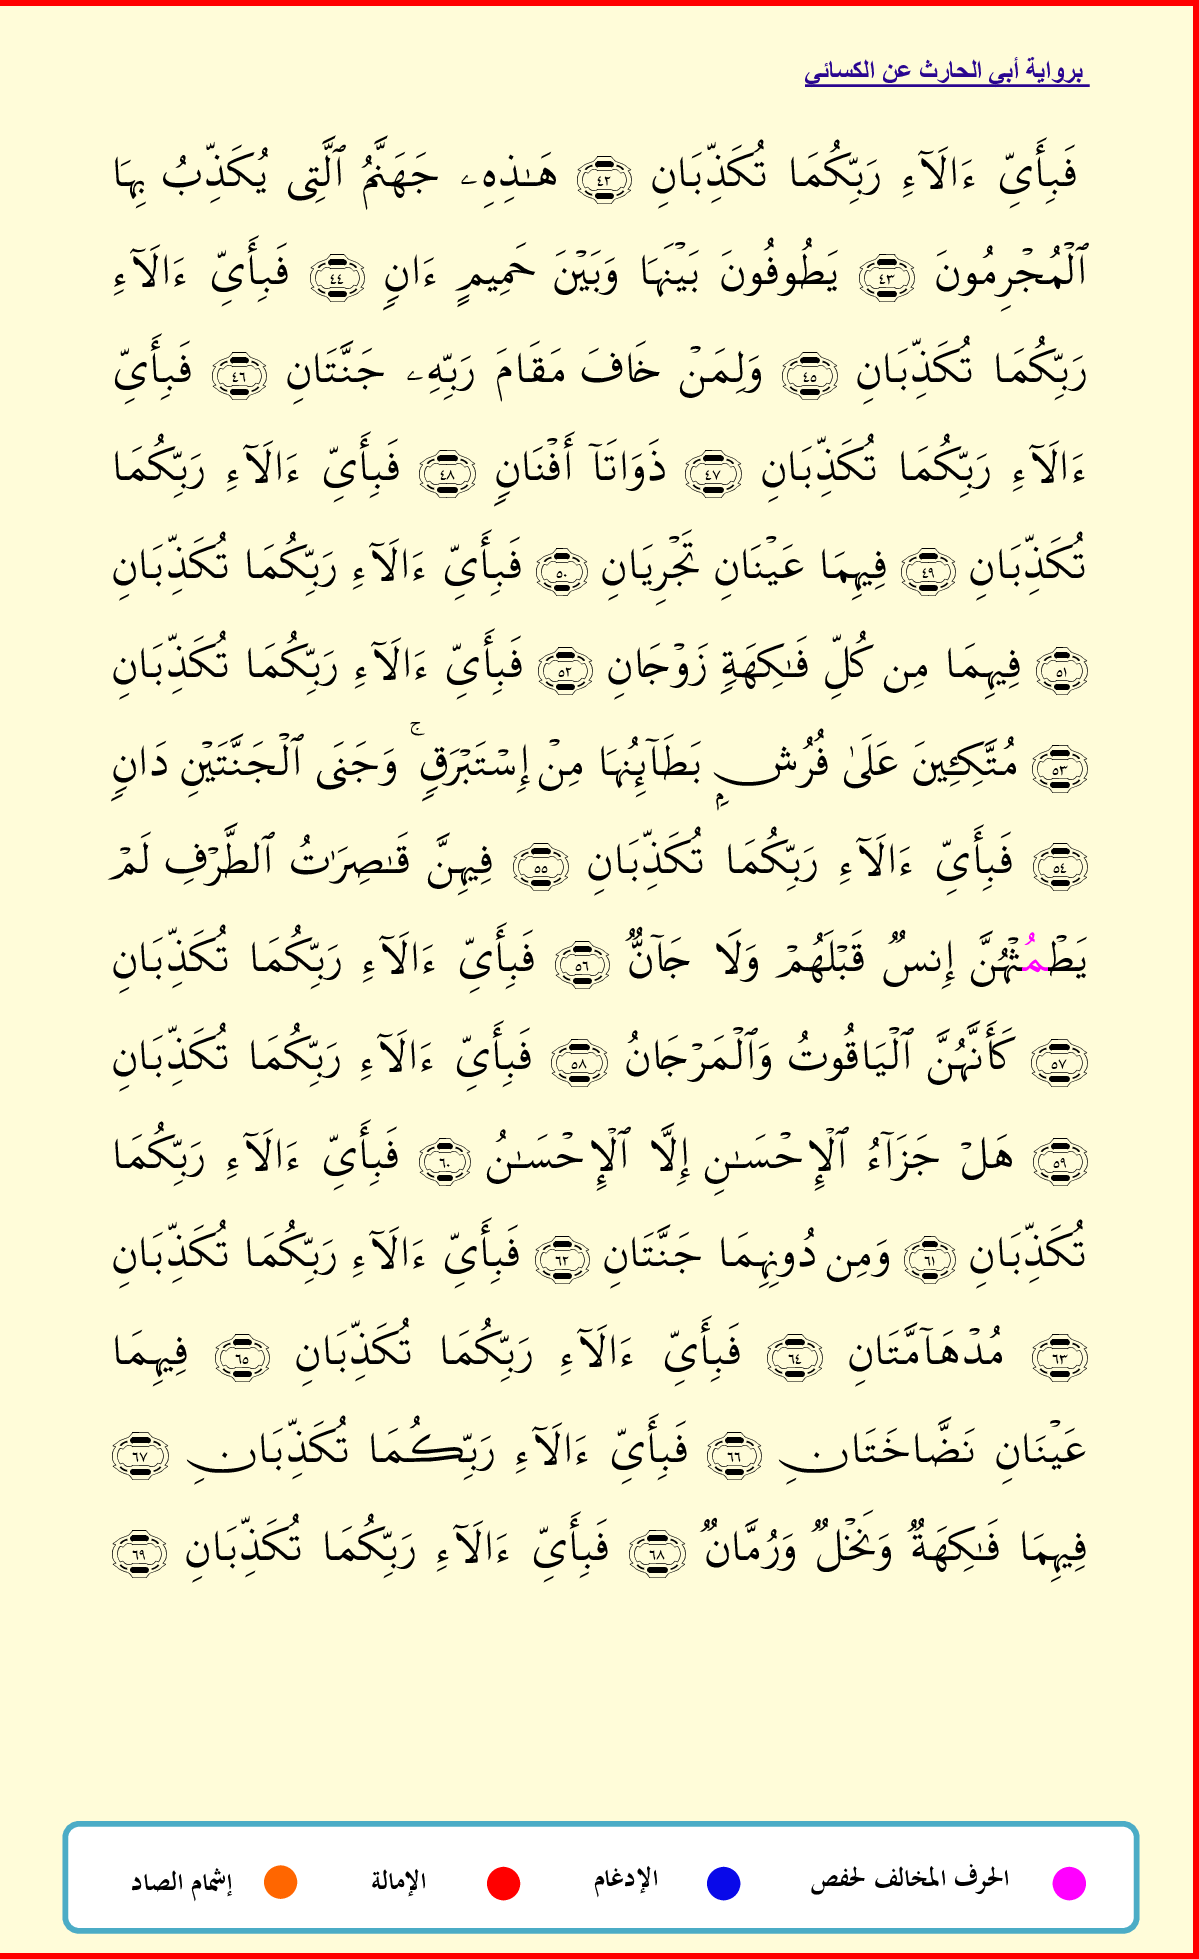 برواية أبي الحارث عن الكسائي
فَبِأَيِّ ءَالَآءِ رَبِّكُمَا تُكَذِّبَانِ ٤٢ هَـٰذِهِۦ جَهَنَّمُ ٱلَّتِى يُكَذِّبُ بِهَا
ٱلْمُجْرِمُونَ ٤٣ يَطُوفُونَ بَيْنَهَا وَبَيْنَ حَمِيمٍ ءَانٍ ٤٤ فَبِأَيِّ ءَالَآءِ
رَبِّكُمَا تُكَذِّبَانِ ٤٥ وَلِمَنْ خَافَ مَقَامَ رَبِّهِۦ جَنَّتَانِ ٤٦ فَبِأَيِّ
ءَالَآءِ رَبِّكُمَا تُكَذِّبَانِ ٤٧ ذَوَاتَآ أَفْنَانٍ ٤٨ فَبِأَيِّ ءَالَآءِ رَبِّكُمَا
تُكَذِّبَانِ ٤٩ فِيهِمَا عَيْنَانِ تَجْرِيَانِ ٥٠ فَبِأَيِّ ءَالَآءِ رَبِّكُمَا تُكَذِّبَانِ
٥١ فِيهِمَا مِن كُلِّ فَـٰكِهَةٍ زَوْجَانِ ٥٢ فَبِأَيِّ ءَالَآءِ رَبِّكُمَا تُكَذِّبَانِ
٥٣ مُتَّكِـِٔينَ عَلَىٰ فُرُشٍۭ بَطَآئِنُهَا مِنْ إِسْتَبْرَقٍ ۚ وَجَنَى ٱلْجَنَّتَيْنِ دَانٍ
٥٤ فَبِأَيِّ ءَالَآءِ رَبِّكُمَا تُكَذِّبَانِ ٥٥ فِيهِنَّ قَـٰصِرَٰتُ ٱلطَّرْفِ لَمْ
يَطْمُثْهُنَّ إِنسٌ قَبْلَهُمْ وَلَا جَآنٌّ ٥٦ فَبِأَيِّ ءَالَآءِ رَبِّكُمَا تُكَذِّبَانِ
٥٧ كَأَنَّهُنَّ ٱلْيَاقُوتُ وَٱلْمَرْجَانُ ٥٨ فَبِأَيِّ ءَالَآءِ رَبِّكُمَا تُكَذِّبَانِ
٥٩ هَلْ جَزَآءُ ٱلْإِحْسَـٰنِ إِلَّا ٱلْإِحْسَـٰنُ ٦٠ فَبِأَيِّ ءَالَآءِ رَبِّكُمَا
تُكَذِّبَانِ ٦١ وَمِن دُونِهِمَا جَنَّتَانِ ٦٢ فَبِأَيِّ ءَالَآءِ رَبِّكُمَا تُكَذِّبَانِ
٦٣ مُدْهَآمَّتَانِ ٦٤ فَبِأَيِّ ءَالَآءِ رَبِّكُمَا تُكَذِّبَانِ ٦٥ فِيهِمَا
عَيْنَانِ نَضَّاخَتَانِ ٦٦ فَبِأَيِّ ءَالَآءِ رَبِّكُمَا تُكَذِّبَانِ ٦٧
فِيهِمَا فَـٰكِهَةٌ وَنَخْلٌ وَرُمَّانٌ ٦٨ فَبِأَيِّ ءَالَآءِ رَبِّكُمَا تُكَذِّبَانِ ٦٩
الحرف المخالف لحفص الإدغام الإمالة إشمام الصاد